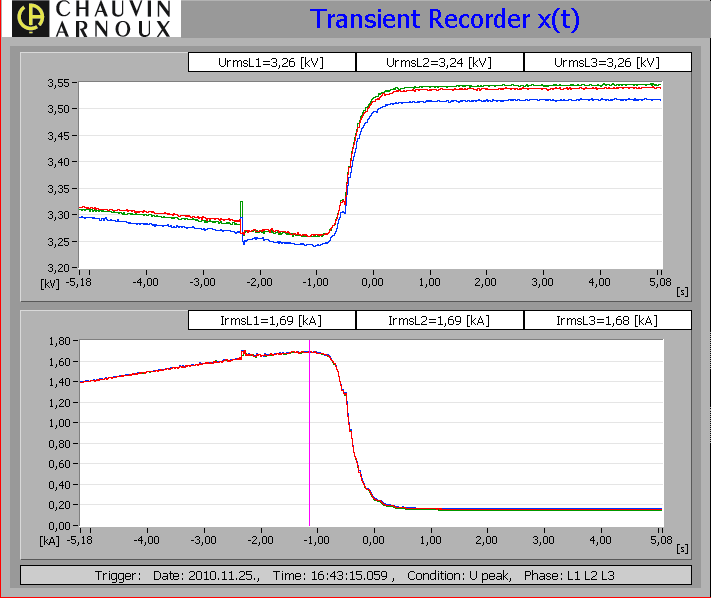 CHAUVIN
ARNOUX
Transient Recorder x(t)
UrmsL1=3,26 [kV] UrmsL2=3,24 [kV] UrmsL3=3,26 [kV]
3,55
3,50
3,45
3,40
3,35
3,30
3,25
3,20
[kV] -5,18 -4,00 -3,00 -2,00 -1,00 0,00 1,00 2,00 3,00 4,00 5,08
[s]
IrmsL1=1,69 [kA] IrmsL2=1,69 [kA] IrmsL3=1,68 [kA]
1,80
1,60
1,40
1,20
1,00
0,80
0,60
0,40
0,20
0,00
[kA] -5,18 -4,00 -3,00 -2,00 -1,00 0,00 1,00 2,00 3,00 4,00 5,08
[s]
Trigger: Date: 2010.11.25., Time: 16:43:15.059 , Condition: U peak, Phase: L1 L2 L3